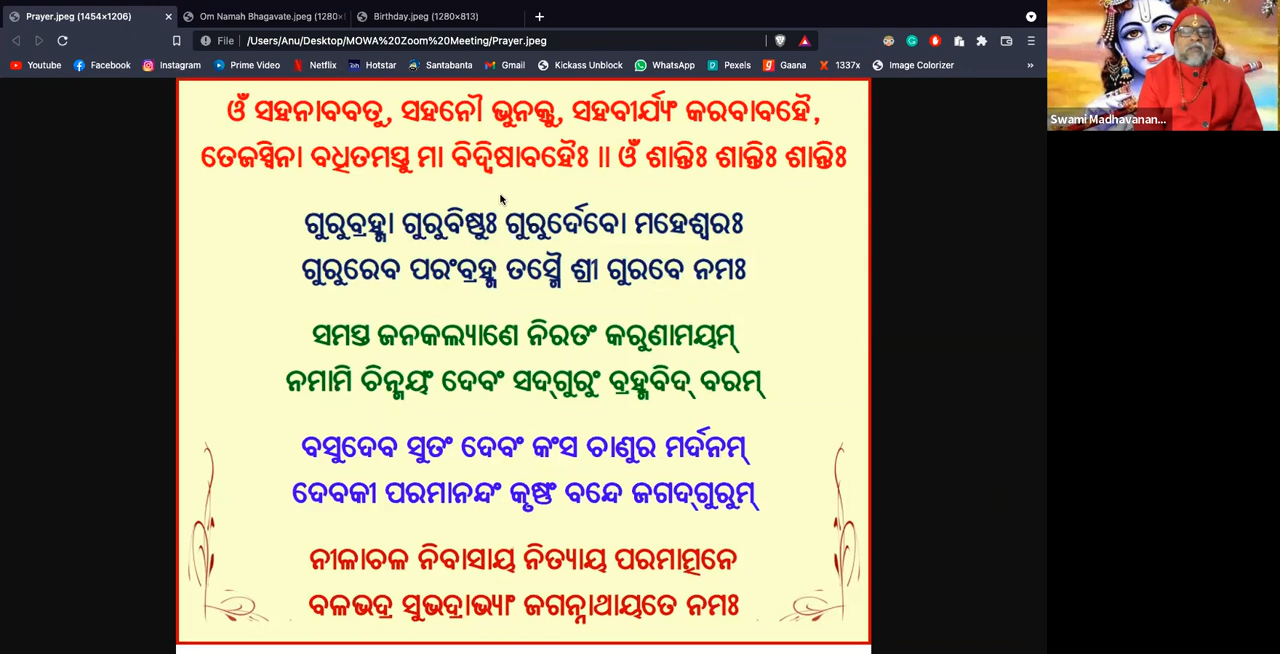 Prayer.jpeg (1454×1206)
Om Namah Bhagavate.jpeg (1280×
Birthday.jpeg (1280×813)
File
/Users/Anu/Desktop/MOWA%20Zoom%20Meeting/Prayer.jpeg
Youtube Facebook Instagram Prime Video Netflix Hotstar Santabanta Gmail Kickass Unblock WhatsApp Pexels Gaana 1337x Image Colorizer »
Swami Madhavanan...
ଓଁ ସହନାବବତୁ, ସହନୌ ଭୁନକ୍ତୁ, ସହବୀର୍ଯ୍ୟଂ କରବାବହୈ,
ତେଜସ୍ୱିନା ବଧିତମସ୍ତୁ ମା ବିଦ୍ୱିଷାବହୈଃ ॥ ଓଁ ଶାନ୍ତିଃ ଶାନ୍ତିଃ ଶାନ୍ତିଃ
ଗୁରୁବ୍ରହ୍ମା ଗୁରୁବିଷ୍ଣୁଃ ଗୁରୁର୍ଦେବୋ ମହେଶ୍ୱରଃ
ଗୁରୁରେବ ପରଂବ୍ରହ୍ମ ତସ୍ମୈ ଶ୍ରୀ ଗୁରବେ ନମଃ
ସମସ୍ତ ଜନକଲ୍ୟାଣେ ନିରତଂ କରୁଣାମୟମ୍
ନମାମି ଚିନ୍ମୟଂ ଦେବଂ ସଦ୍‌ଗୁରୁଂ ବ୍ରହ୍ମବିଦ୍ ବରମ୍
ବସୁଦେବ ସୁତଂ ଦେବଂ କଂସ ଚାଣୁର ମର୍ଦନମ୍
ଦେବକୀ ପରମାନନ୍ଦଂ କୃଷ୍ଣଂ ବନ୍ଦେ ଜଗଦ୍‌ଗୁରୁମ୍
ନୀଳାଚଳ ନିବାସାୟ ନିତ୍ୟାୟ ପରମାତ୍ମନେ
ବଳଭଦ୍ର ସୁଭଦ୍ରାଭ୍ୟାଂ ଜଗନ୍ନାଥାୟତେ ନମଃ